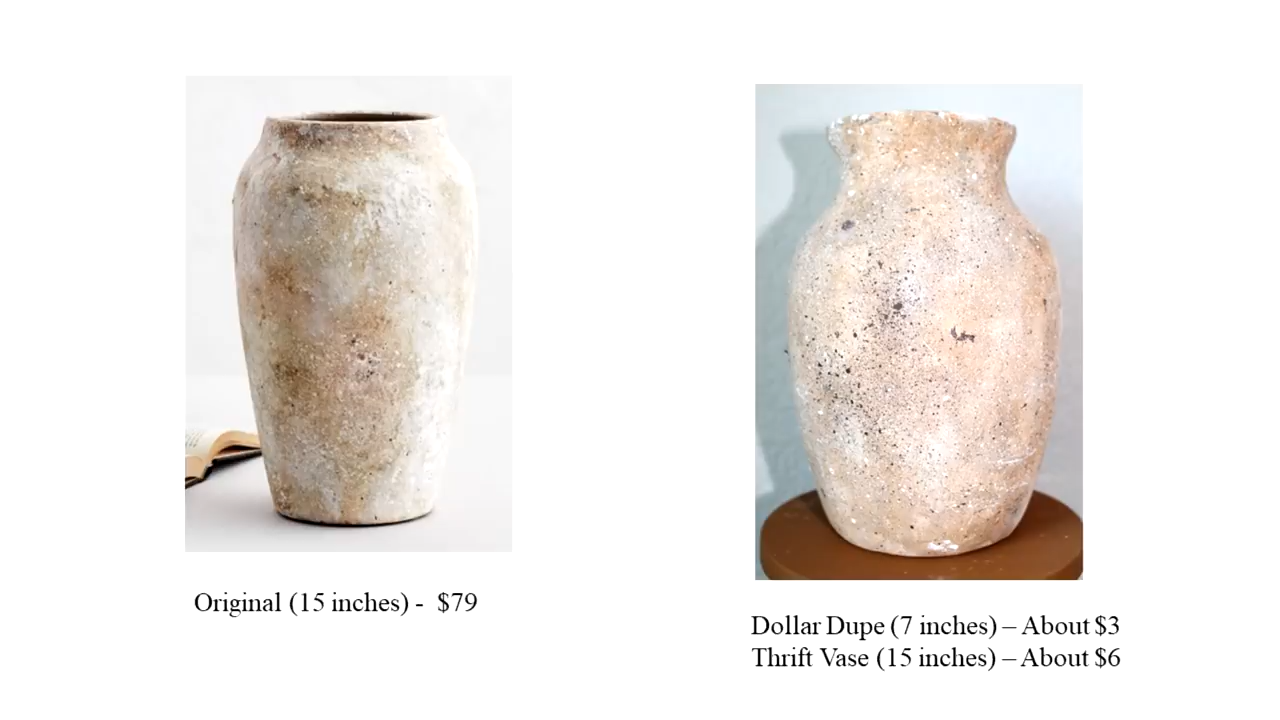 Original (15 inches) -  $79
Dollar Dupe (7 inches) – About $3
Thrift Vase (15 inches) – About $6